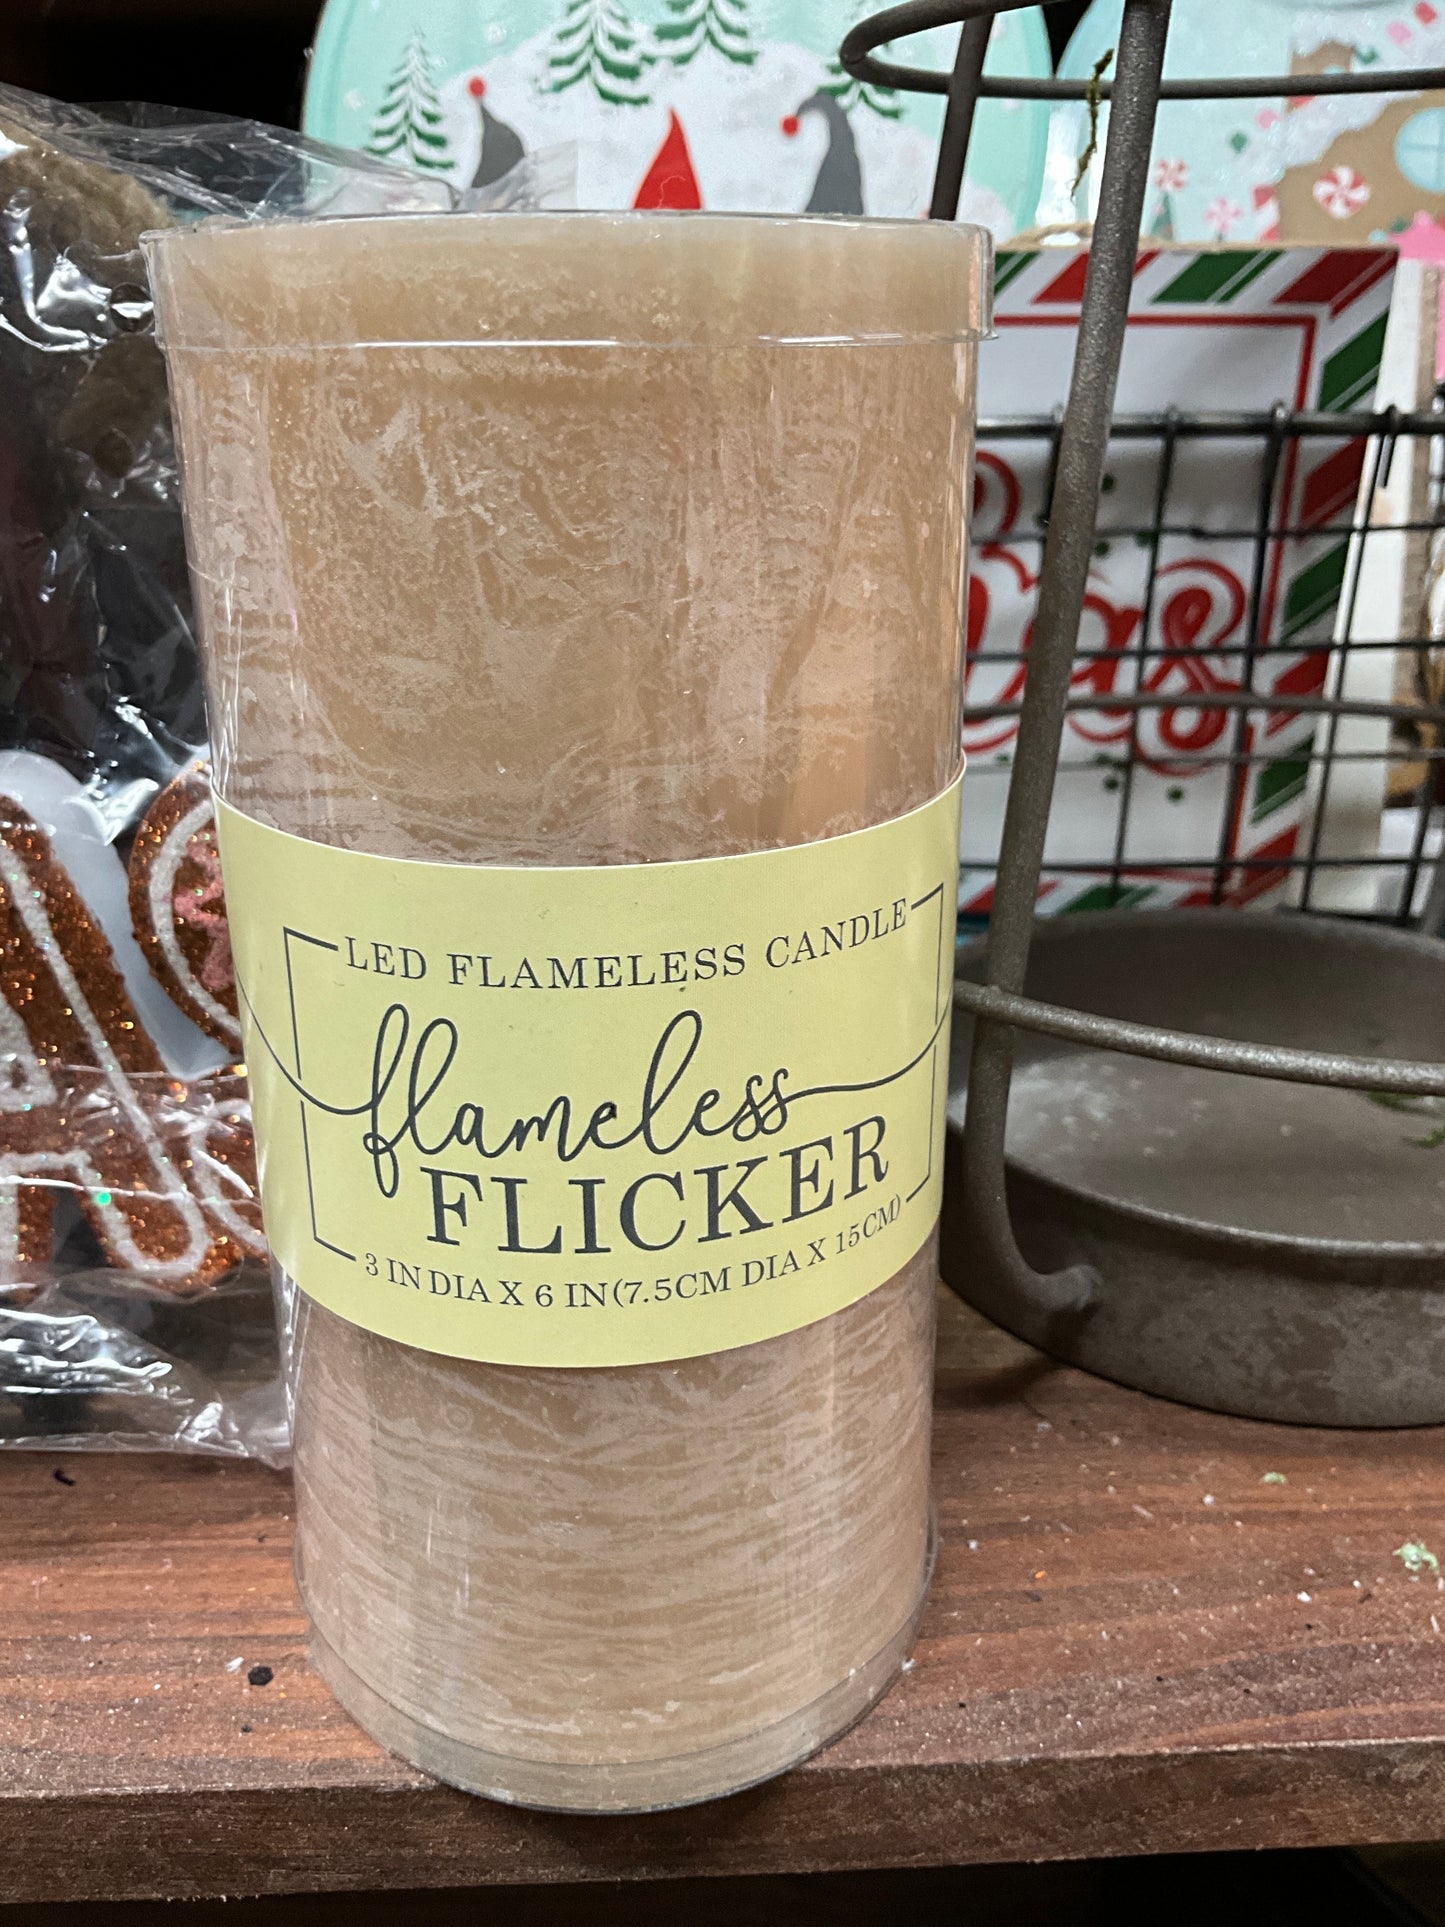 LED FLAMELESS CANDLE
flameless
FLICKER
3 IN DIA X 6 IN(7.5CM DIA X 15CM)